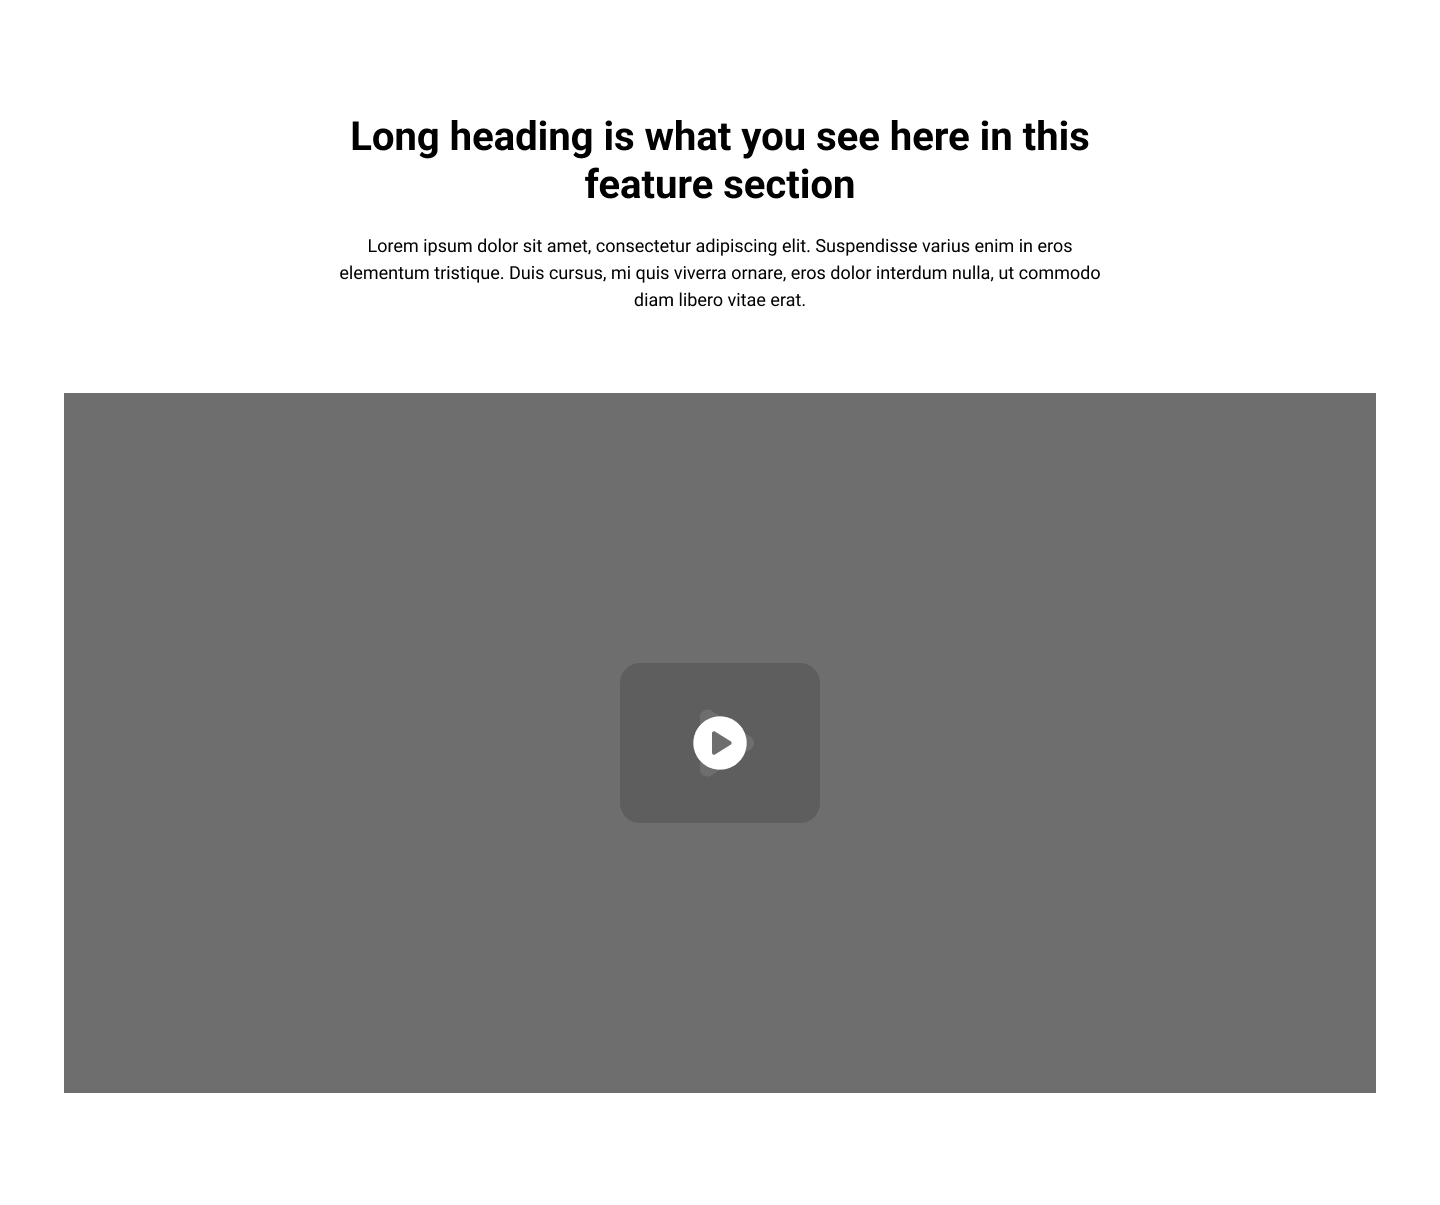 Long heading is what you see here in this
feature section
Lorem ipsum dolor sit amet, consectetur adipiscing elit. Suspendisse varius enim in eros
elementum tristique. Duis cursus, mi quis viverra ornare, eros dolor interdum nulla, ut commodo
diam libero vitae erat.